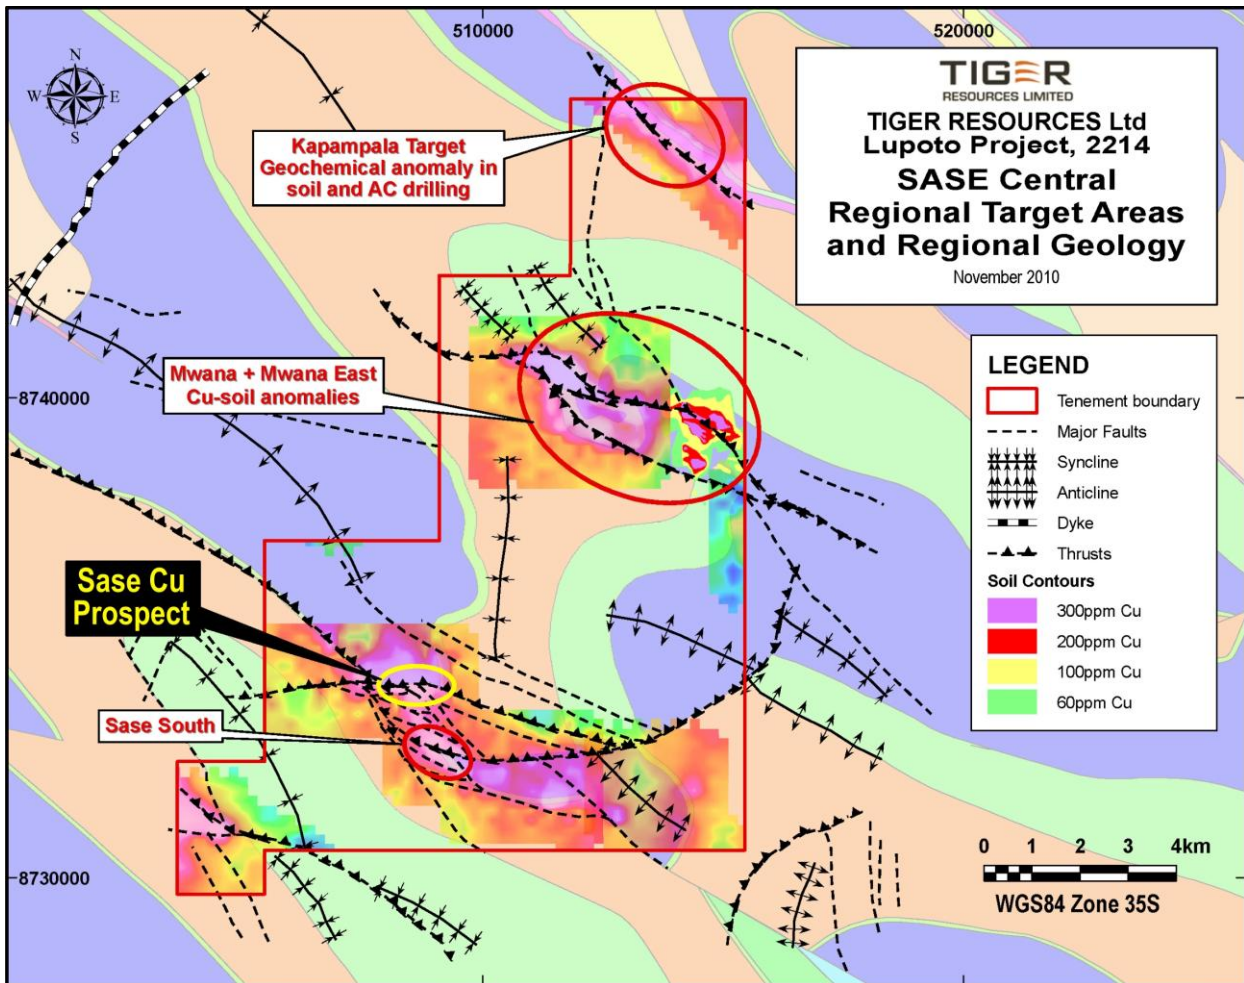 510000
520000
N
W
E
S
TIGER
RESOURCES LIMITED
TIGER RESOURCES Ltd
Lupoto Project, 2214
SASE Central
Regional Target Areas
and Regional Geology
November 2010
Kapampala Target
Geochemical anomaly in
soil and AC drilling
Mwana + Mwana East
Cu-soil anomalies
8740000
Sase Cu
Prospect
Sase South
8730000
LEGEND
Tenement boundary
Major Faults
Syncline
Anticline
Dyke
Thrusts
Soil Contours
300ppm Cu
200ppm Cu
100ppm Cu
60ppm Cu
0 1 2 3 4km
WGS84 Zone 35S